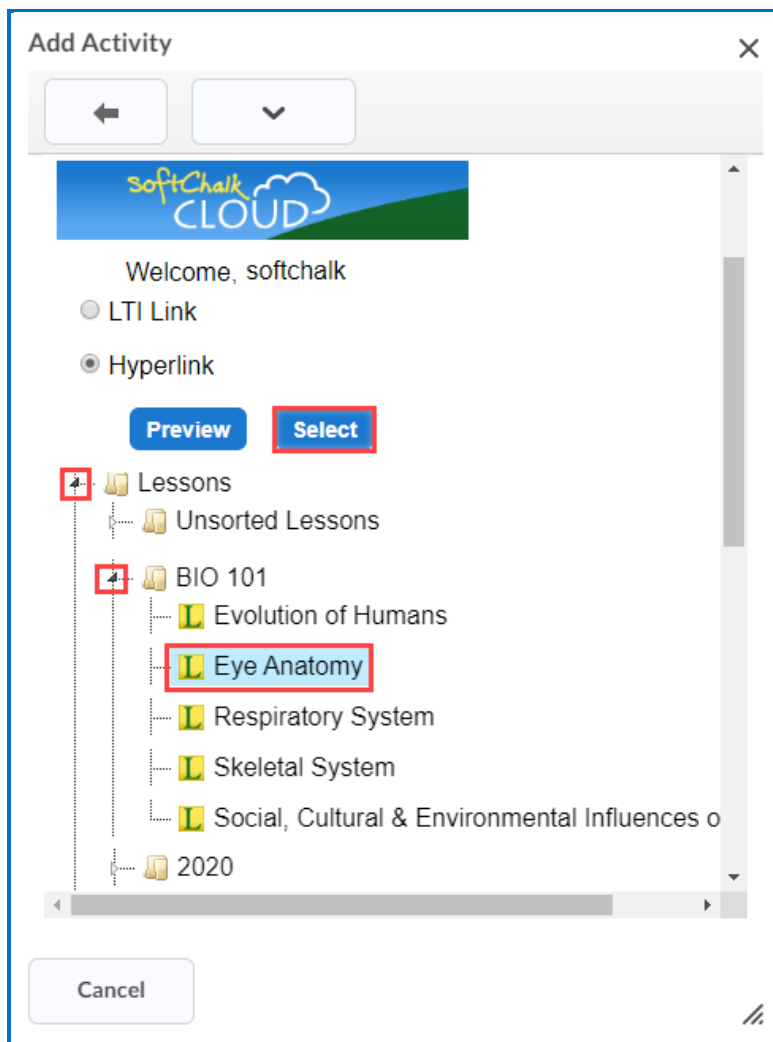 Add Activity
softChalk
CLOUD
Welcome, softchalk
LTI Link
Hyperlink
Preview Select
Lessons
Unsorted Lessons
BIO 101
L Evolution of Humans
L Eye Anatomy
L Respiratory System
L Skeletal System
L Social, Cultural & Environmental Influences o
2020
Cancel